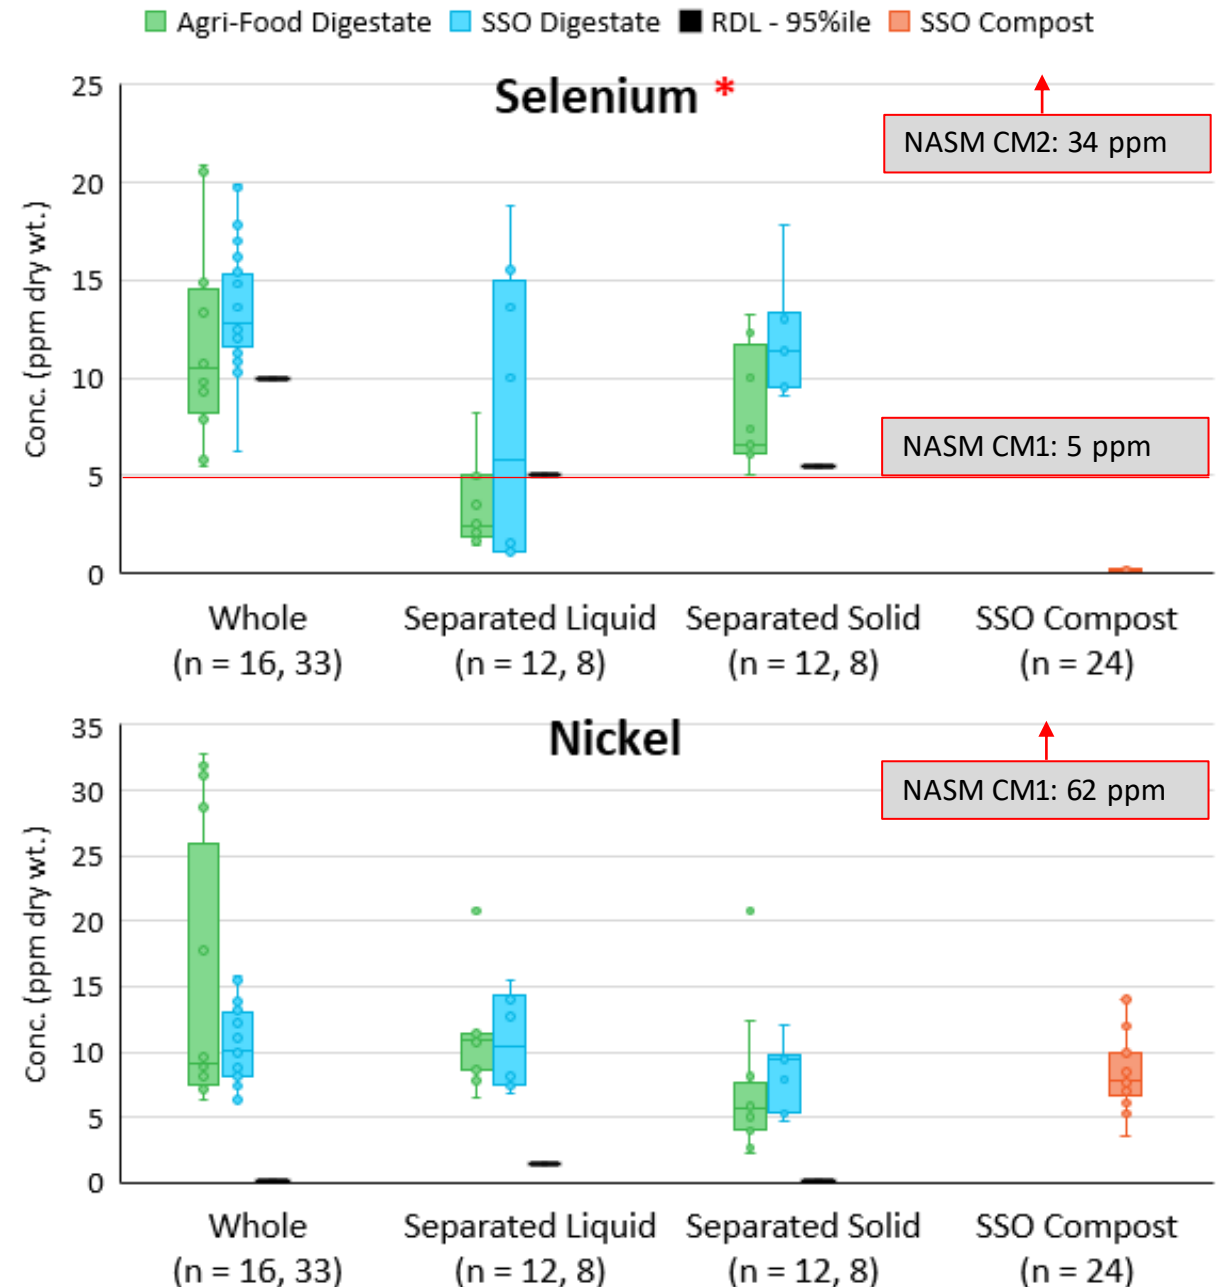 Agri-Food Digestate SSO Digestate RDL - 95%ile SSO Compost
Selenium *
NASM CM2: 34 ppm
NASM CM1: 5 ppm
Conc. (ppm dry wt.)
25
20
15
10
5
0
Whole Separated Liquid Separated Solid SSO Compost
(n = 16, 33) (n = 12, 8) (n = 12, 8) (n = 24)
Nickel
NASM CM1: 62 ppm
Conc. (ppm dry wt.)
35
30
25
20
15
10
5
0
Whole Separated Liquid Separated Solid SSO Compost
(n = 16, 33) (n = 12, 8) (n = 12, 8) (n = 24)